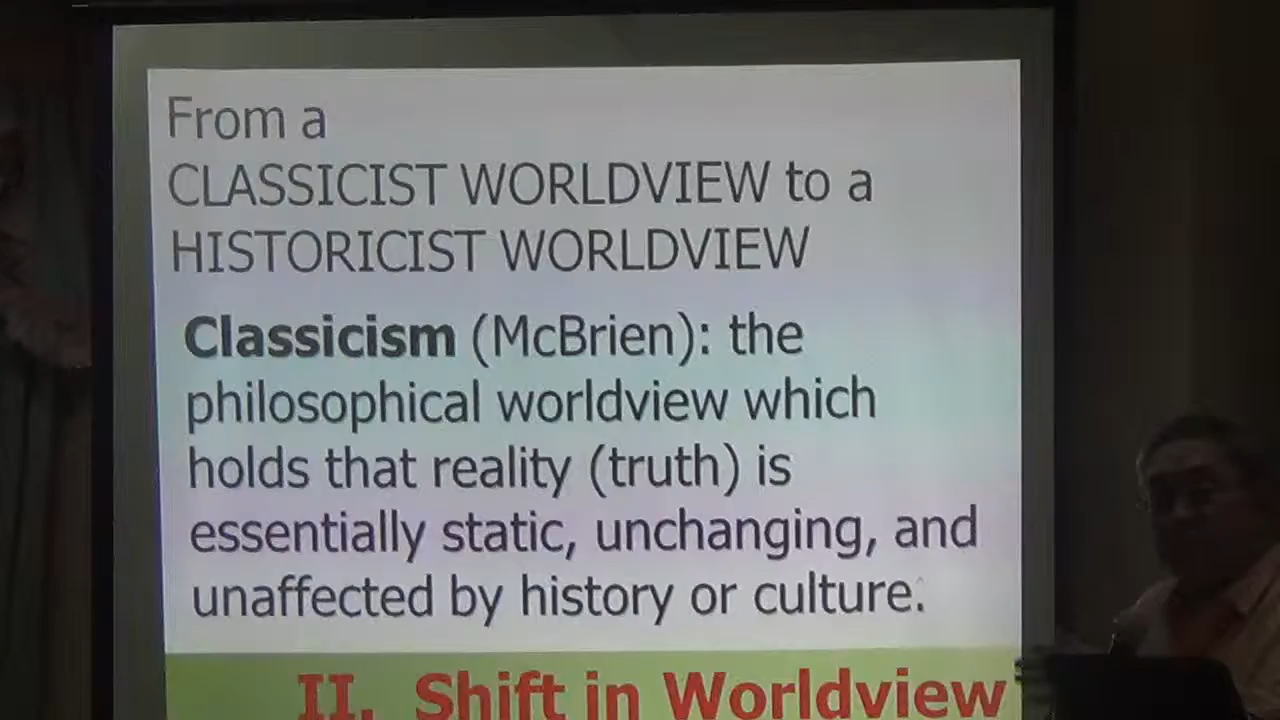 From a
CLASSICIST WORLDVIEW to a
HISTORICIST WORLDVIEW
Classicism (McBrien): the
philosophical worldview which
holds that reality (truth) is
essentially static, unchanging, and
unaffected by history or culture.
II. Shift in Worldview